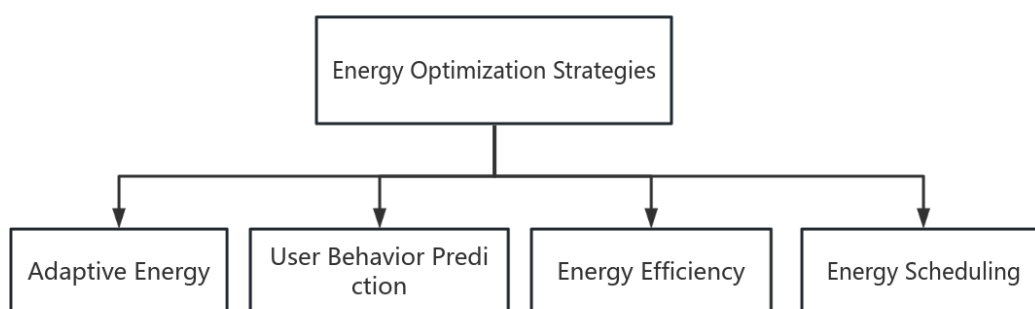 Energy Optimization Strategies
Adaptive Energy
User Behavior Predi
ction
Energy Efficiency
Energy Scheduling